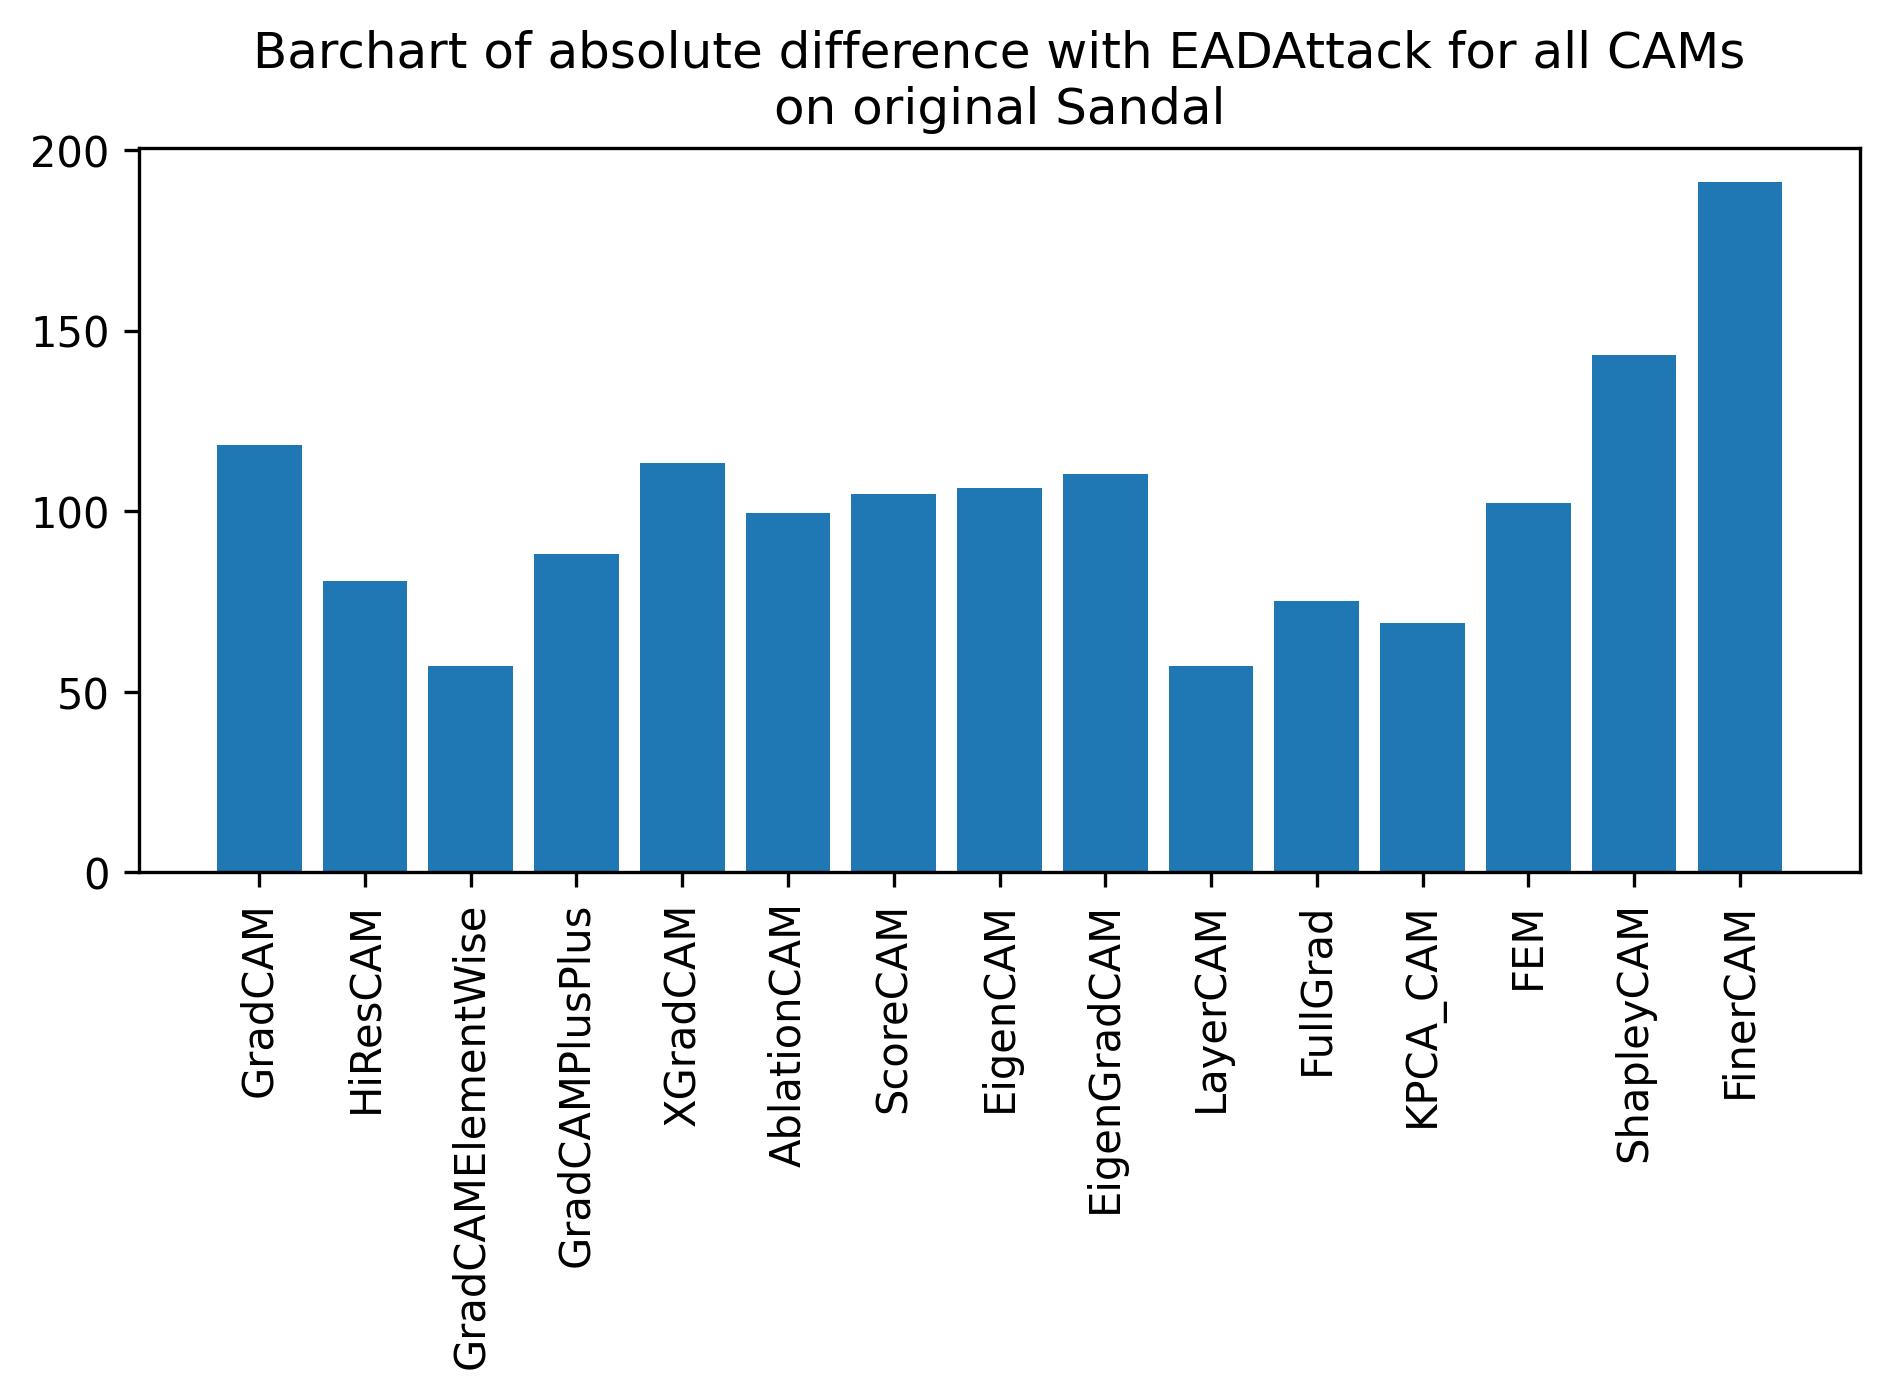 Barchart of absolute difference with EADAttack for all CAMs
on original Sandal
200
150
100
50
0
GradCAM
HiResCAM
GradCAMElementWise
GradCAMPlusPlus
XGradCAM
AblationCAM
ScoreCAM
EigenCAM
EigenGradCAM
LayerCAM
FullGrad
KPCA_CAM
FEM
ShapleyCAM
FinerCAM